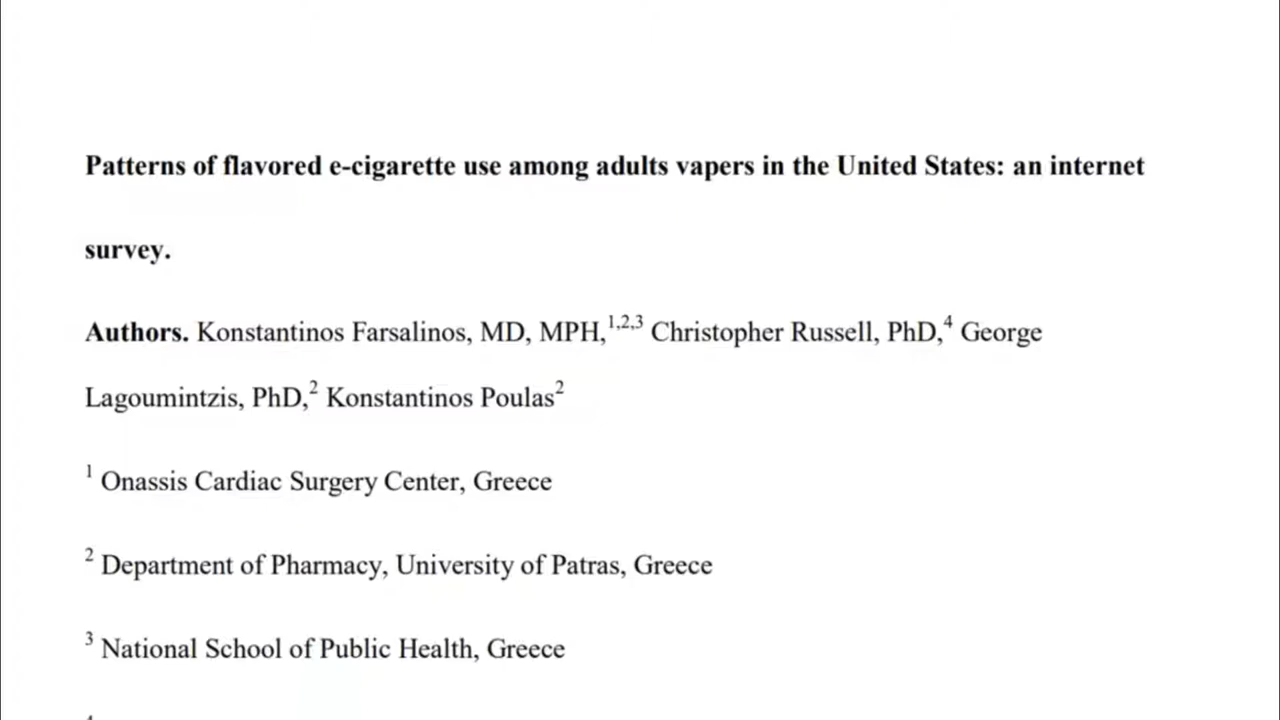 Patterns of flavored e-cigarette use among adults vapers in the United States: an internet
survey.
Authors. Konstantinos Farsalinos, MD, MPH,1,2,3 Christopher Russell, PhD,4 George
Lagoumintzis, PhD,2 Konstantinos Poulas2
1 Onassis Cardiac Surgery Center, Greece
2 Department of Pharmacy, University of Patras, Greece
3 National School of Public Health, Greece